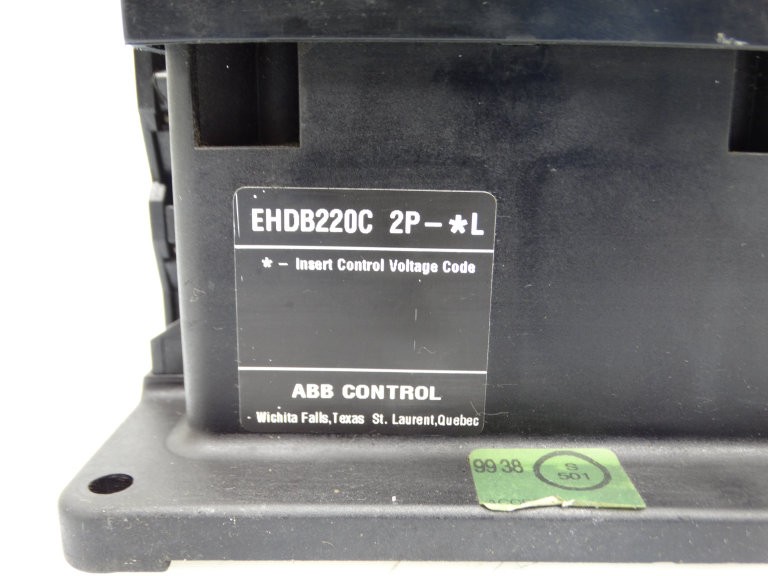 EHDB220C 2P-*L
* - Insert Control Voltage Code
ABB CONTROL
Wichita Falls,Texas St. Laurent,Quebec
9938
S
501